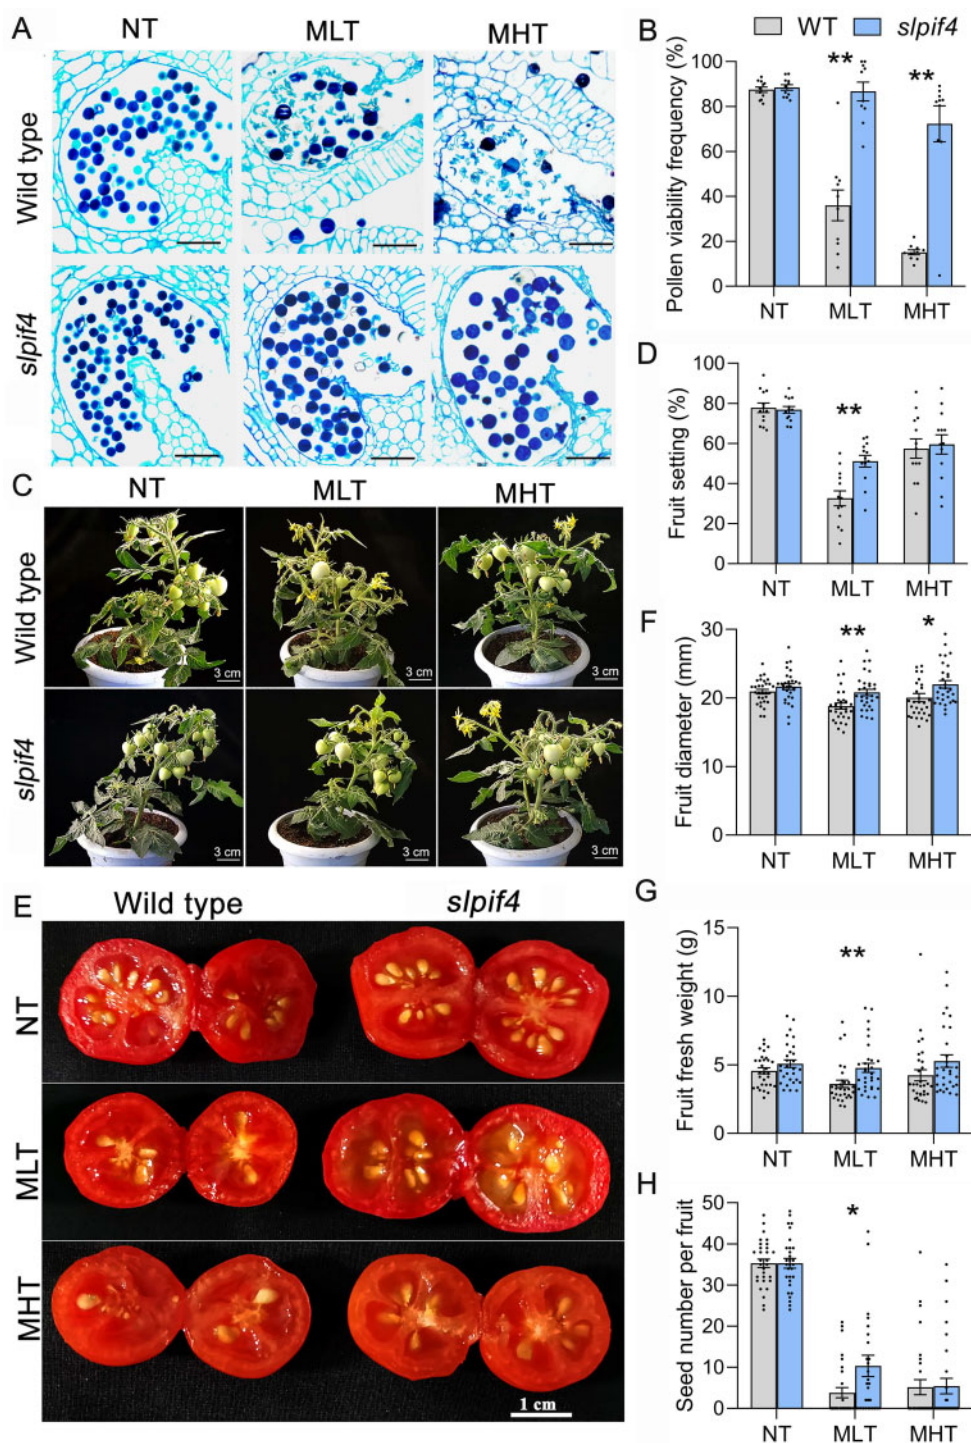 A
NT
MLT
MHT
Wild type
slpif4
B
WT
slpif4
Pollen viability frequency (%)
100
80
60
40
20
0
**
**
NT
MLT
MHT
C
NT
MLT
MHT
Wild type
slpif4
3 cm
3 cm
3 cm
3 cm
3 cm
3 cm
D
Fruit setting (%)
100
80
60
40
20
0
**
NT
MLT
MHT
F
Fruit diameter (mm)
30
20
10
0
**
*
NT
MLT
MHT
E
Wild type
slpif4
NT
MLT
MHT
1 cm
G
Fruit fresh weight (g)
15
10
5
0
**
NT
MLT
MHT
H
Seed number per fruit
50
40
30
20
10
0
*
NT
MLT
MHT